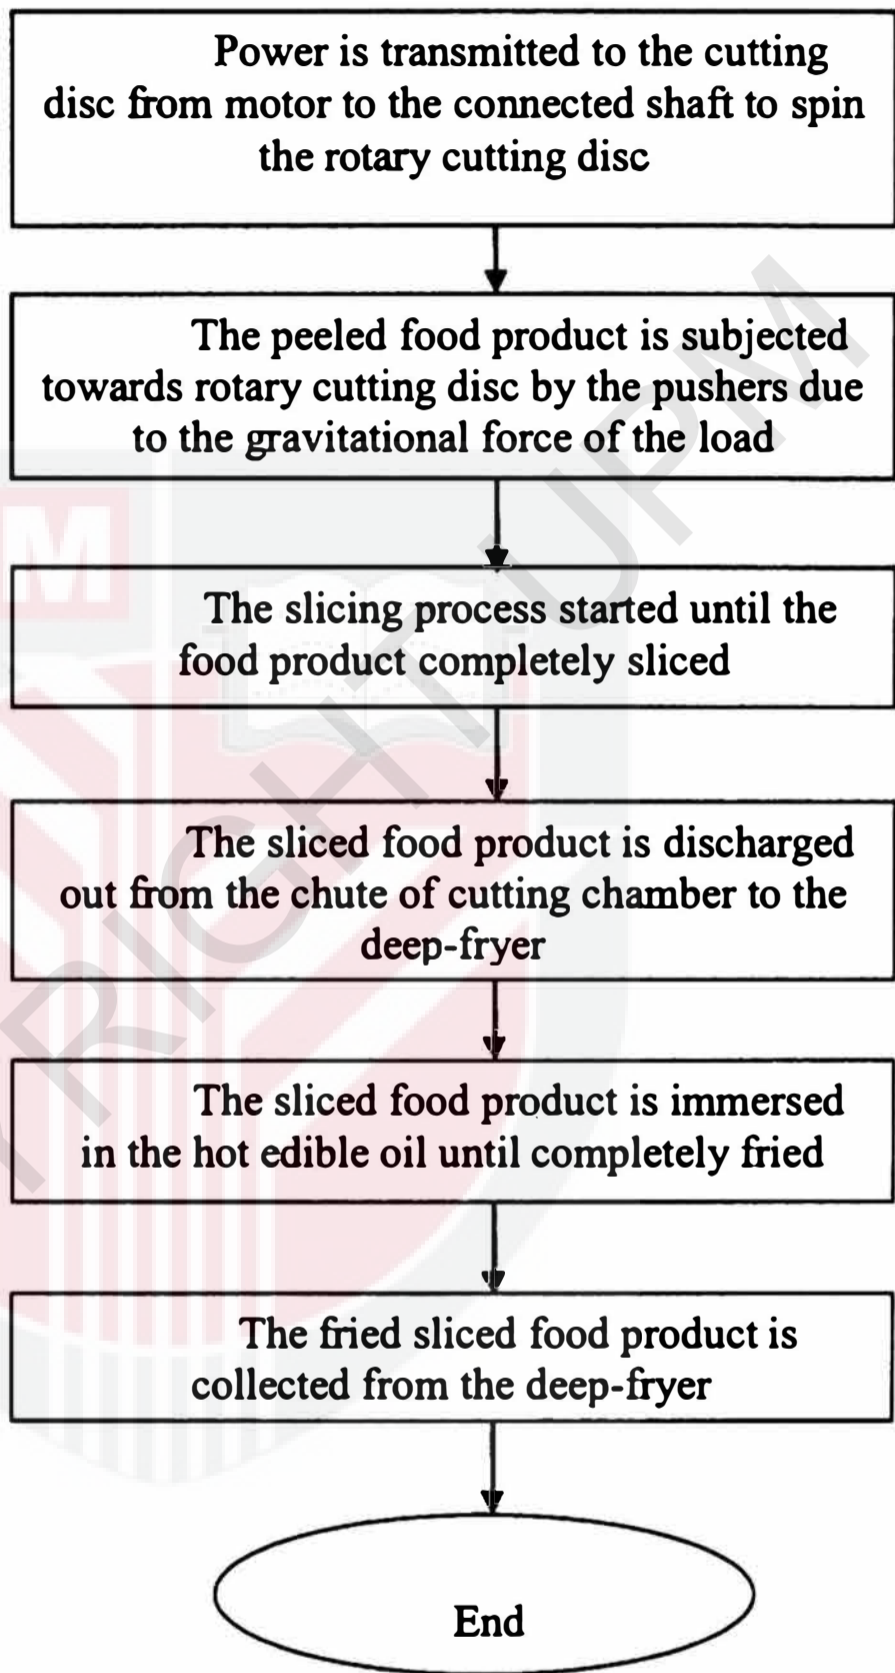 Power is transmitted to the cutting
disc from motor to the connected shaft to spin
the rotary cutting disc
The peeled food product is subjected
towards rotary cutting disc by the pushers due
to the gravitational force of the load
The slicing process started until the
food product completely sliced
The sliced food product is discharged
out from the chute of cutting chamber to the
deep-fryer
The sliced food product is immersed
in the hot edible oil until completely fried
The fried sliced food product is
collected from the deep-fryer
End
M
YRIGHT UPM